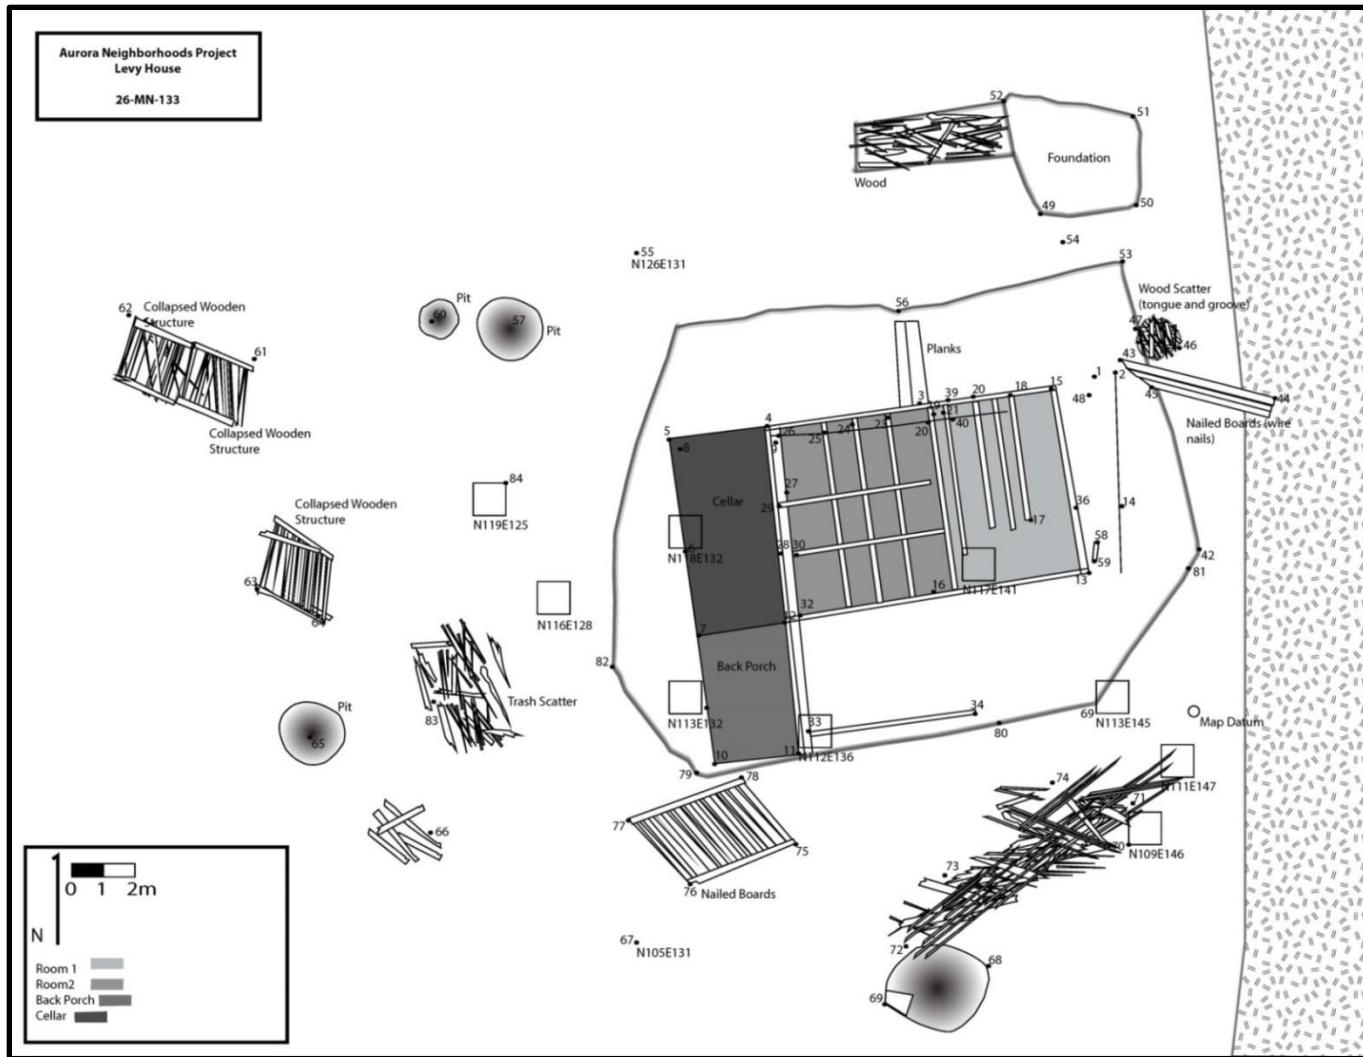 Aurora Neighborhoods Project
Levy House
26-MN-133
52
51
Foundation
Wood
49
50
54
55
N126E131
53
56
Wood Scatter
(tongue and groove)
47
46
62
Collapsed Wooden
Structure
61
Collapsed Wooden
Structure
Pit
60
57
Pit
Planks
43
1
2
48
45
44
Nailed Boards (wire
nails)
3
39
20
18
15
19
21
40
4
5
8
26
9
25
24
23
20
27
29
Cellar
17
36
14
84
N119E125
6
N118E132
28
30
58
59
42
81
13
N117E141
16
Collapsed Wooden
Structure
63
64
N116E128
7
12
32
82
Back Porch
Trash Scatter
83
N113E132
33
34
80
69
N113E145
Map Datum
Pit
65
10
11
N112E136
79
78
74
71
N111E147
77
75
76
Nailed Boards
66
70
N109E146
73
67
N105E131
72
68
69
0 1 2m
N
Room 1
Room2
Back Porch
Cellar